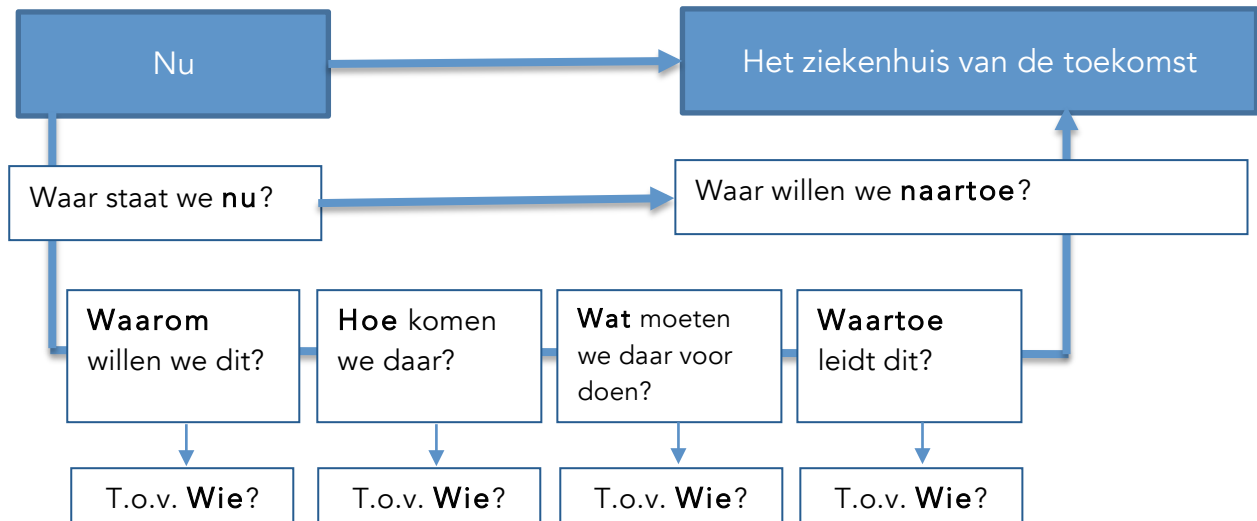 Nu
Het ziekenhuis van de toekomst
Waar staat we nu?
Waar willen we naartoe?
Waarom
willen we dit?
Hoe komen
we daar?
Wat moeten
we daar voor
doen?
Waartoe
leidt dit?
T.o.v. Wie?
T.o.v. Wie?
T.o.v. Wie?
T.o.v. Wie?